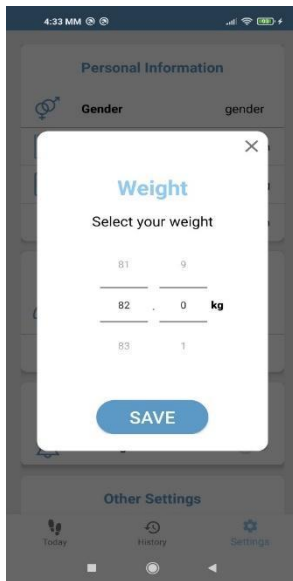 4:33 MM
Personal Information
Gender gender
Weight
Select your weight
81 9
82 . 0 kg
83 1
SAVE
Other Settings
Today History Settings